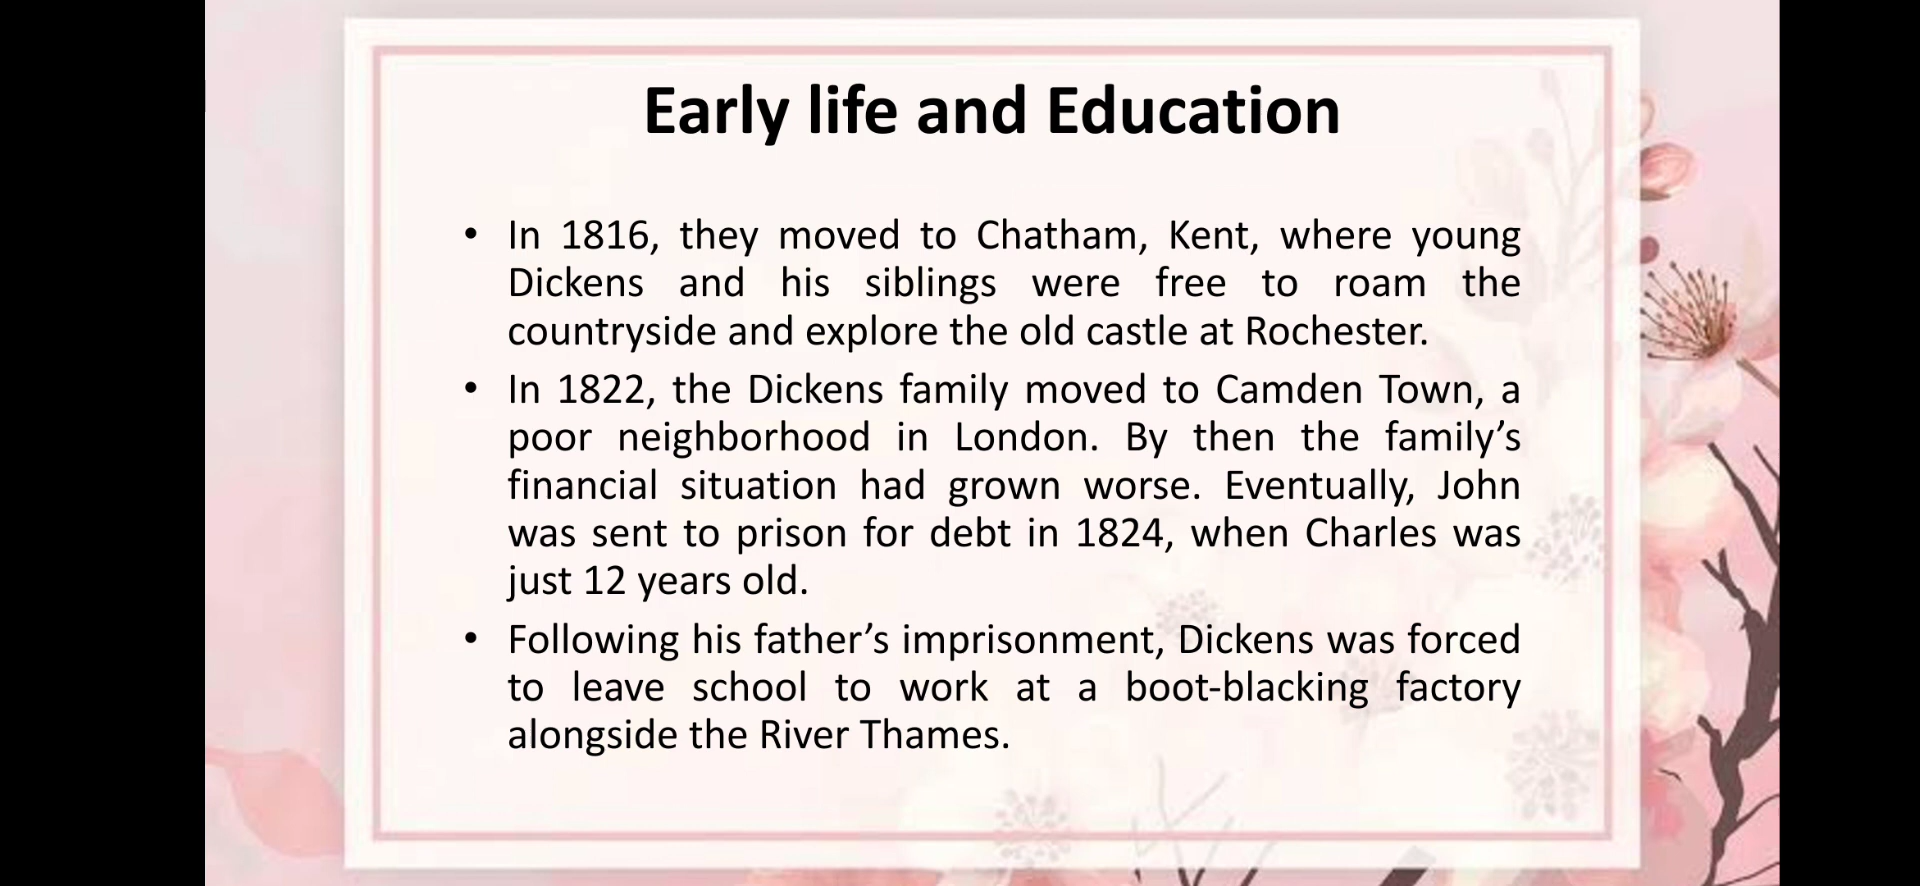 Early life and Education
• In 1816, they moved to Chatham, Kent, where young
Dickens and his siblings were free to roam the
countryside and explore the old castle at Rochester.
• In 1822, the Dickens family moved to Camden Town, a
poor neighborhood in London. By then the family’s
financial situation had grown worse. Eventually, John
was sent to prison for debt in 1824, when Charles was
just 12 years old.
• Following his father’s imprisonment, Dickens was forced
to leave school to work at a boot-blacking factory
alongside the River Thames.